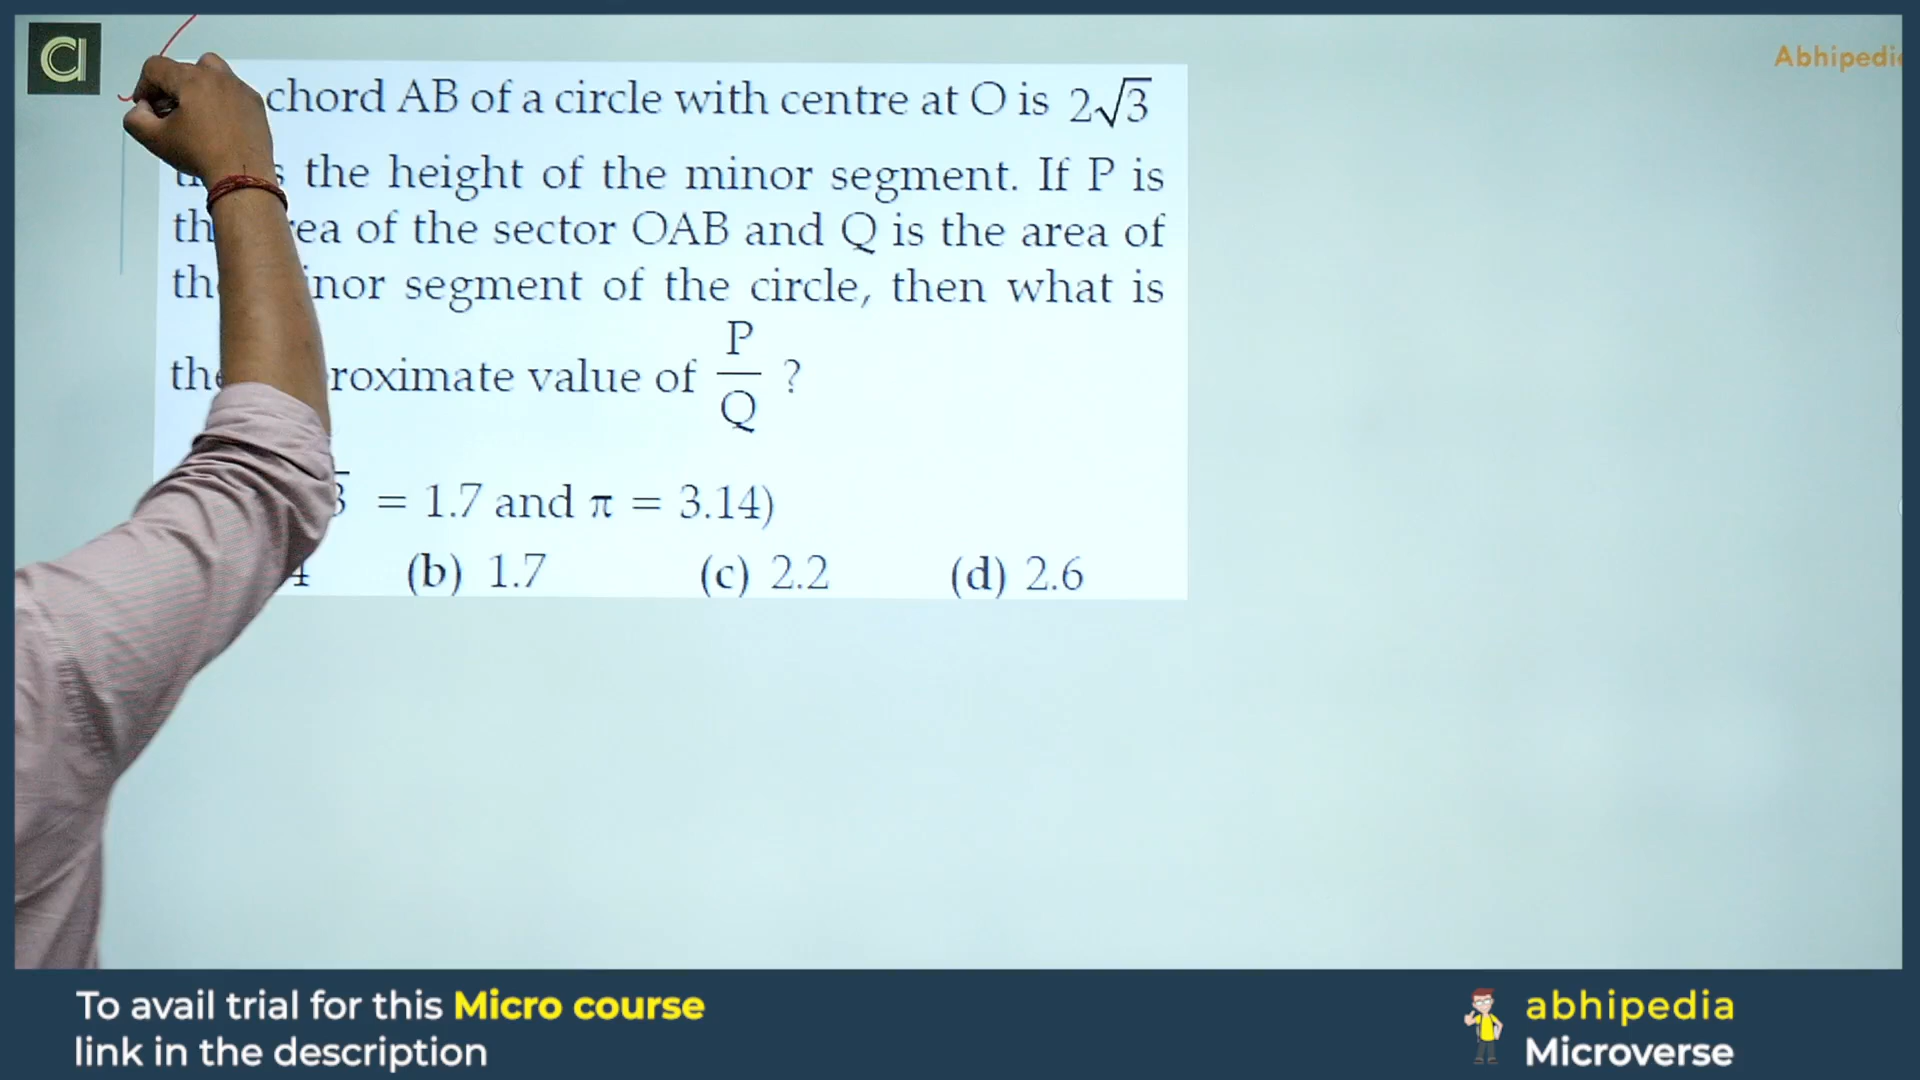 a
Abhipedi
chord AB of a circle with centre at O is 2√3
the height of the minor segment. If P is
of the sector OAB and Q is the area of
segment of the circle, then what is
value of P/Q ?
= 1.7 and π = 3.14)
(b) 1.7 (c) 2.2 (d) 2.6
To avail trial for this Micro course
link in the description
abhipedia
Microverse